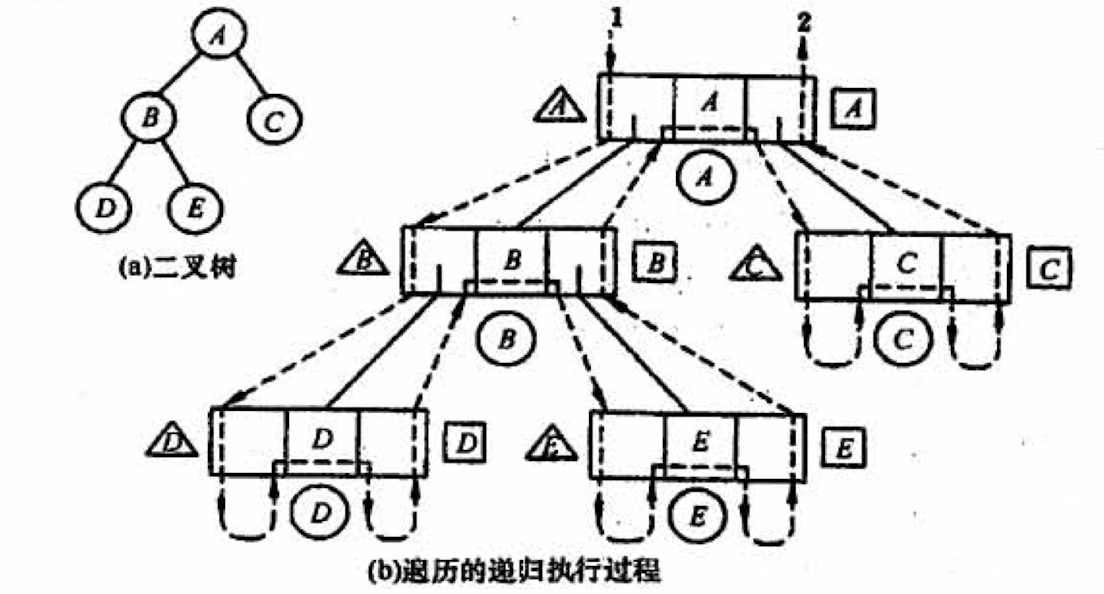 1 2
A
A A A
B C
A
D E
B B B C C C
(a)二叉树
B C
D D D E E E
D E
(b)遍历的递归执行过程